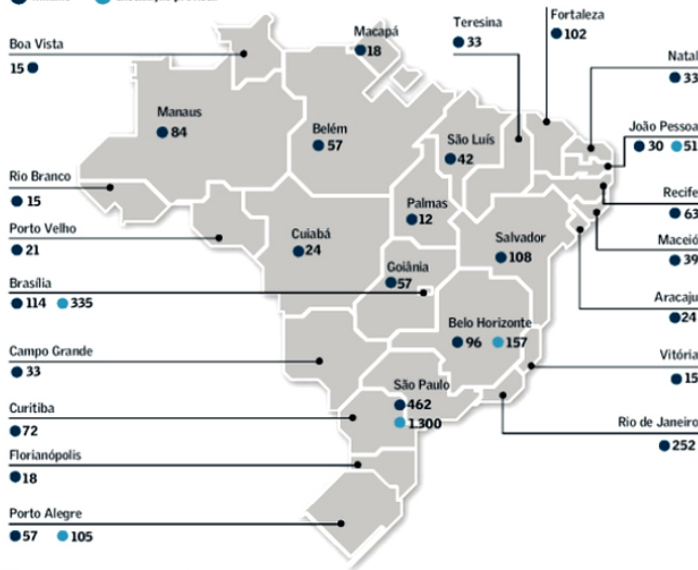 Boa Vista
15
Macapá
18
Teresina
33
Fortaleza
102
Natal
33
Manaus
84
Belém
57
São Luís
42
João Pessoa
30 51
Rio Branco
15
Recife
63
Porto Velho
21
Palmas
12
Cuiabá
24
Salvador
108
Maceió
39
Goiânia
57
Brasília
114 335
Aracaju
24
Belo Horizonte
96 157
Campo Grande
33
Vitória
15
São Paulo
462
1.300
Curitiba
72
Rio de Janeiro
252
Florianópolis
18
Porto Alegre
57 105